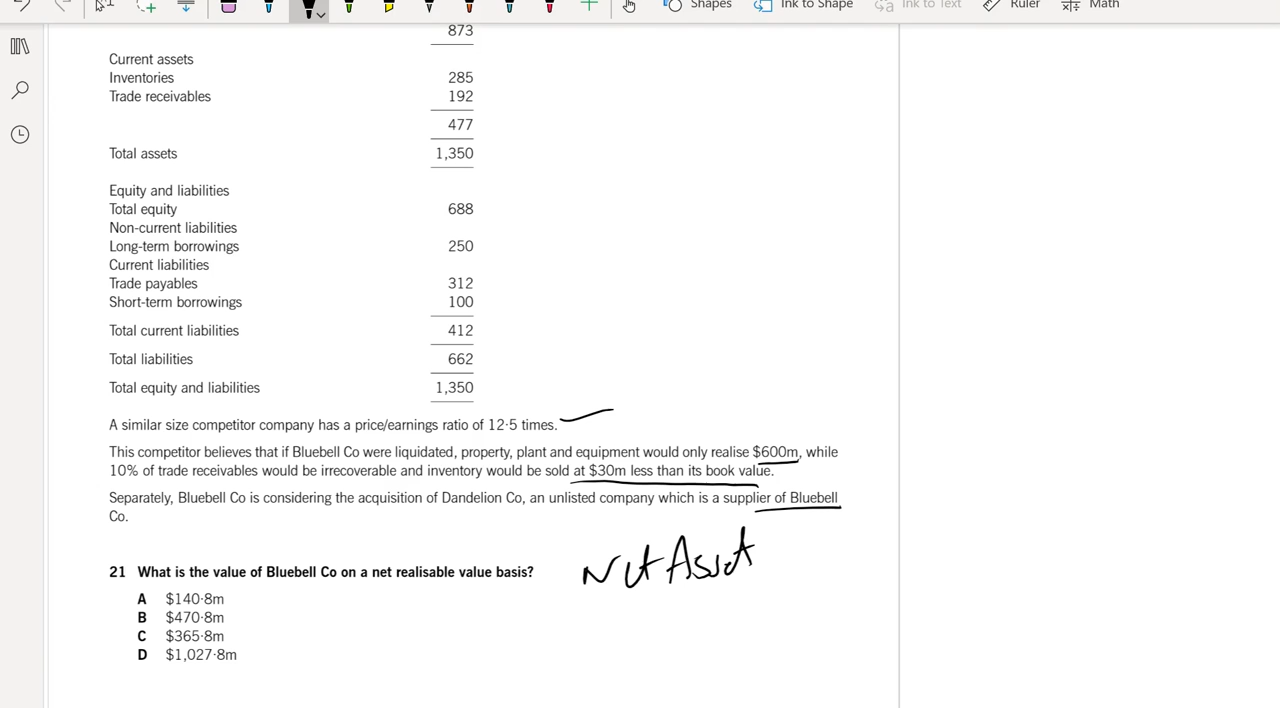 Shapes Ink to Shape Ink to Text Ruler Math
873
Current assets
Inventories 285
Trade receivables 192
477
Total assets 1,350
Equity and liabilities
Total equity 688
Non-current liabilities
Long-term borrowings 250
Current liabilities
Trade payables 312
Short-term borrowings 100
Total current liabilities 412
Total liabilities 662
Total equity and liabilities 1,350
A similar size competitor company has a price/earnings ratio of 12·5 times.
This competitor believes that if Bluebell Co were liquidated, property, plant and equipment would only realise $600m, while
10% of trade receivables would be irrecoverable and inventory would be sold at $30m less than its book value.
Separately, Bluebell Co is considering the acquisition of Dandelion Co, an unlisted company which is a supplier of Bluebell
Co.
Net Asset
21 What is the value of Bluebell Co on a net realisable value basis?
A $140·8m
B $470·8m
C $365·8m
D $1,027·8m